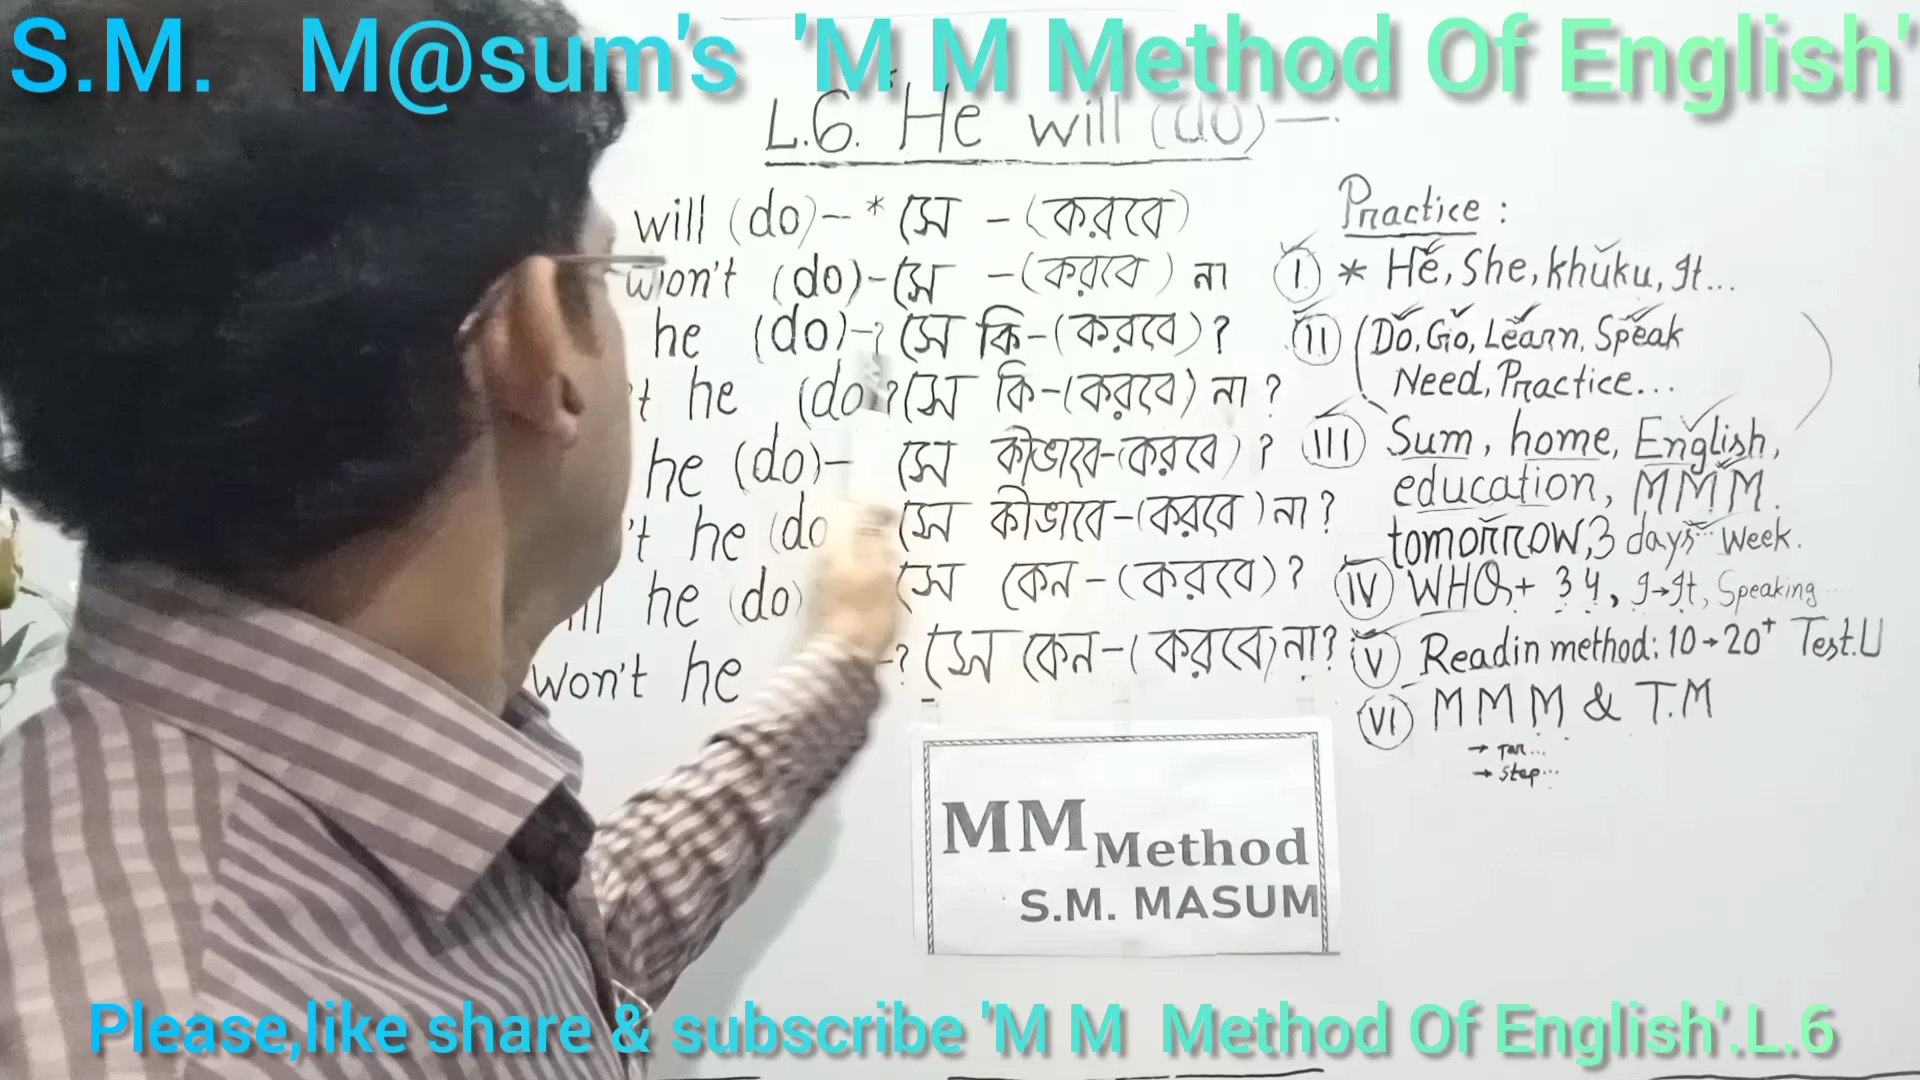 S.M. M@sum's 'M M Method Of English'
L.6. "He will (do)—.
will (do)— * সে - (করবে)
won't (do)- সে - (করবে) না
he (do)-? সে কি-(করবে)?
't he (do ? সে কি-(করবে) না?
he (do)— সে কীভাবে-(করবে)?
't he (do সে কীভাবে-(করবে) না?
he (do) সে কেন-(করবে)?
won't he -? সে কেন-(করবে) না?
Practice:
(I) * He, She, khuku, It...
(II) (Do, Go, Learn, Speak
Need, Practice...)
(III) Sum, home, English,
education, MMM.
tomorrow, 3 days... Week.
(IV) WHQ+ 34, I→It, Speaking....
(V) Readin method: 10→20+ Test.U
(VI) MMM & T.M
→ Step...
MM Method
S.M. MASUM
Please,like share & subscribe 'M M Method Of English'.L.6